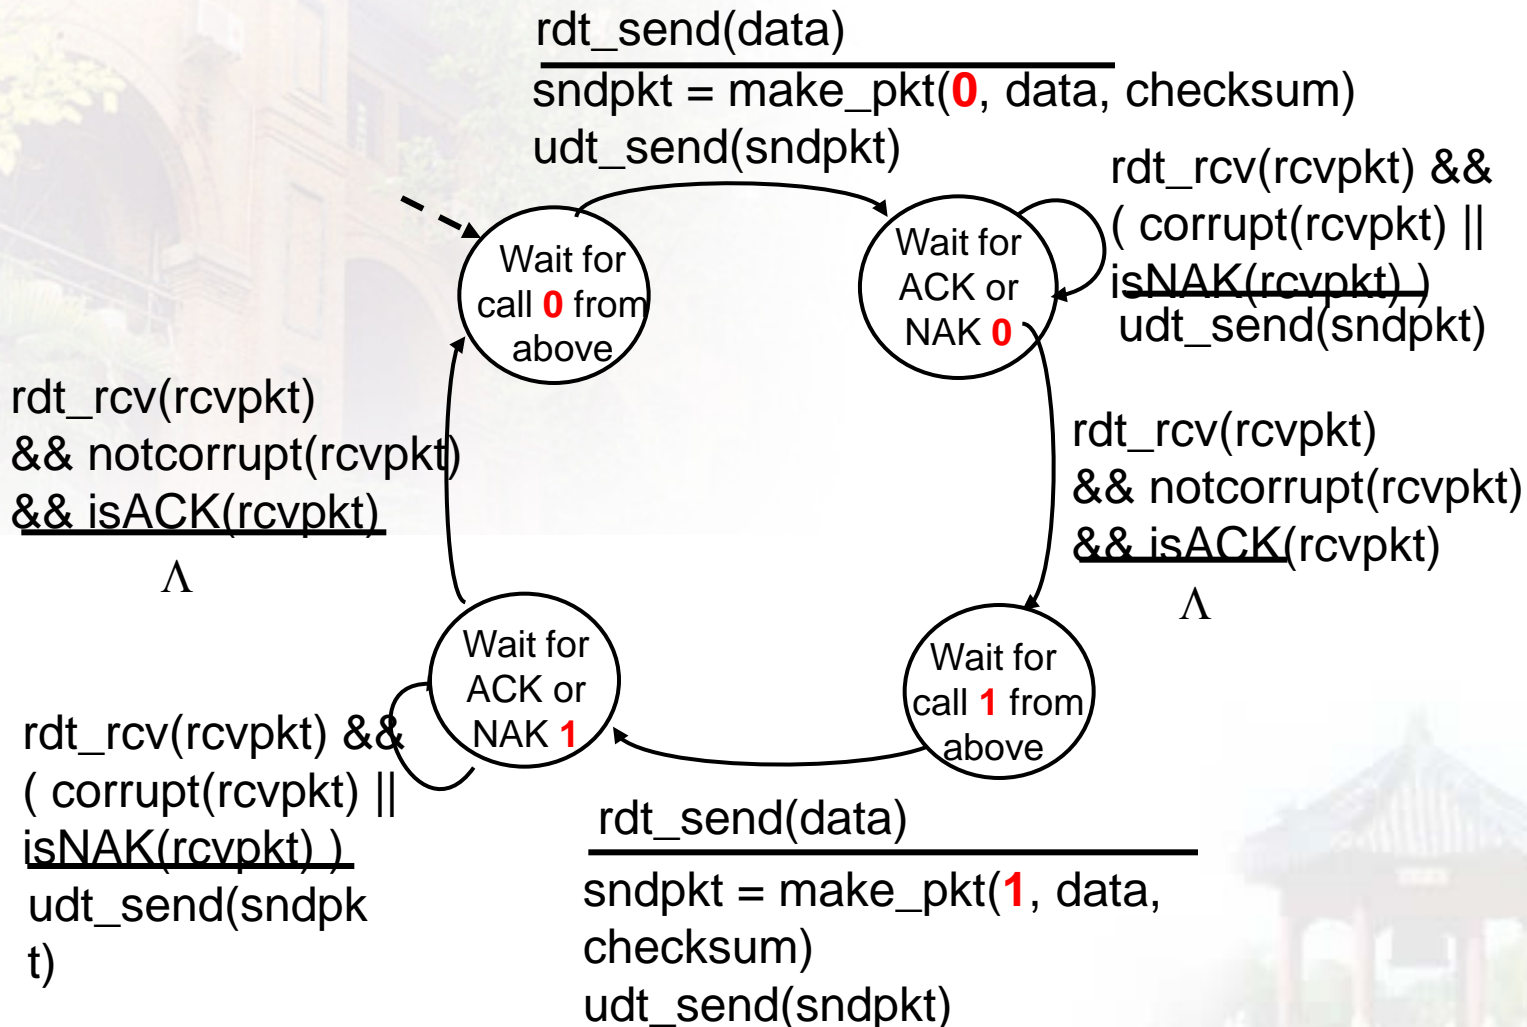 rdt_send(data)
sndpkt = make_pkt(0, data, checksum)
udt_send(sndpkt)
rdt_rcv(rcvpkt) &&
( corrupt(rcvpkt) ||
isNAK(rcvpkt) )
udt_send(sndpkt)
Wait for
call 0 from
above
Wait for
ACK or
NAK 0
rdt_rcv(rcvpkt)
&& notcorrupt(rcvpkt)
&& isACK(rcvpkt)
Λ
rdt_rcv(rcvpkt)
&& notcorrupt(rcvpkt)
&& isACK(rcvpkt)
Λ
Wait for
ACK or
NAK 1
Wait for
call 1 from
above
rdt_rcv(rcvpkt) &&
( corrupt(rcvpkt) ||
isNAK(rcvpkt) )
udt_send(sndpk
t)
rdt_send(data)
sndpkt = make_pkt(1, data,
checksum)
udt_send(sndpkt)